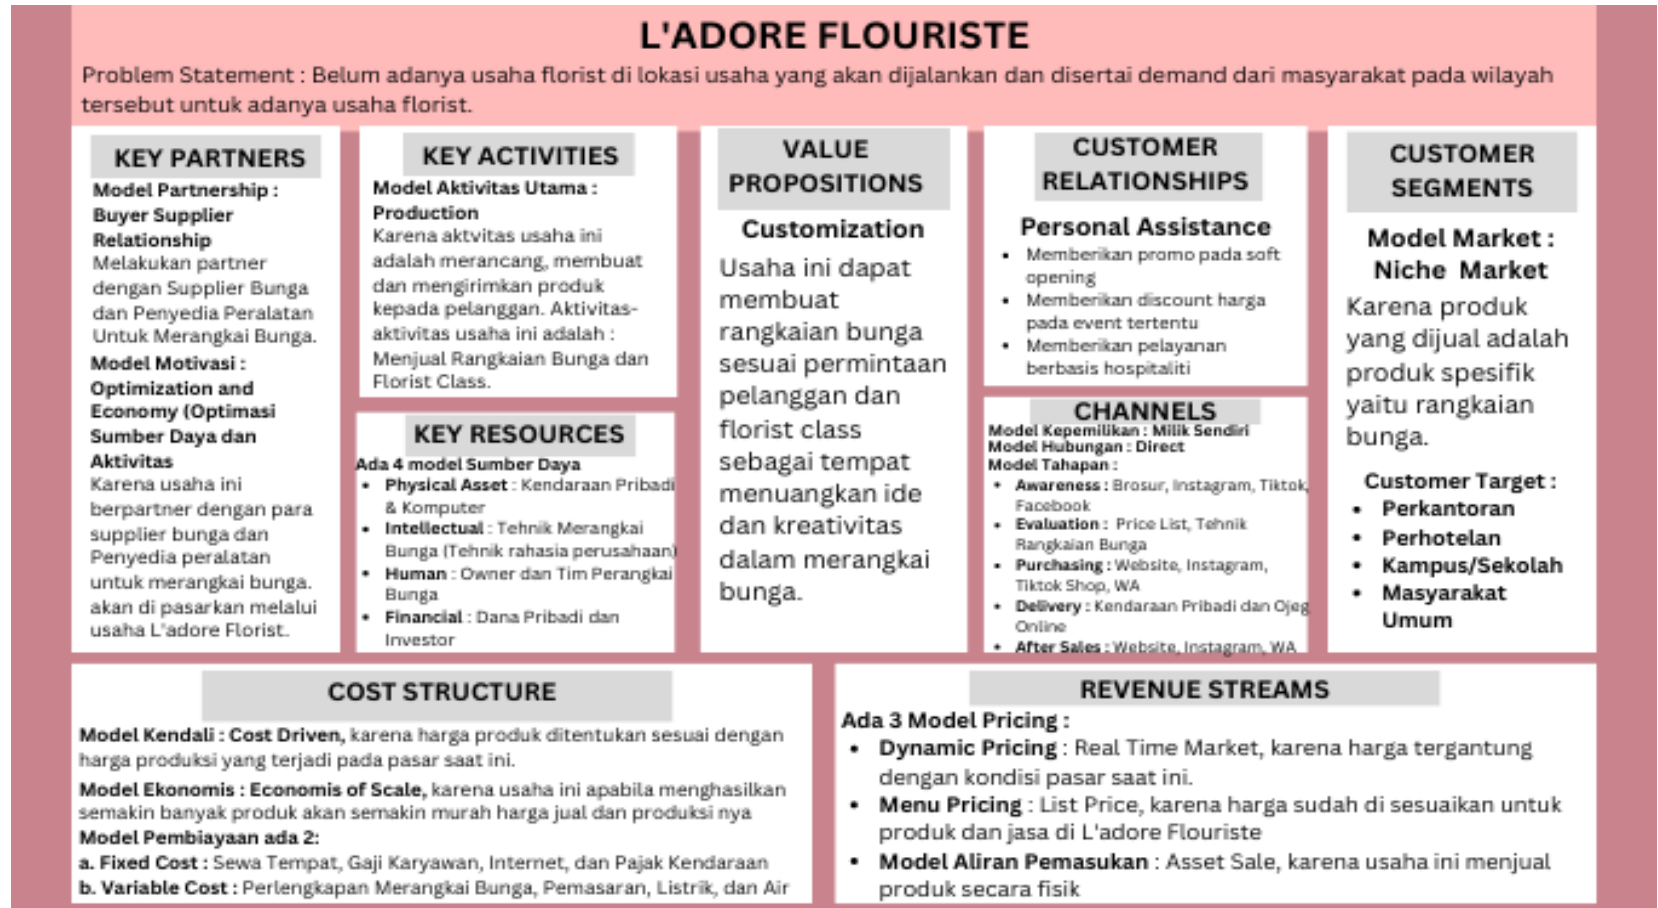 L'ADORE FLOURISTE
Problem Statement : Belum adanya usaha florist di lokasi usaha yang akan dijalankan dan disertai demand dari masyarakat pada wilayah
tersebut untuk adanya usaha florist.
KEY PARTNERS
Model Partnership :
Buyer Supplier
Relationship
Melakukan partner
dengan Supplier Bunga
dan Penyedia Peralatan
Untuk Merangkai Bunga.
Model Motivasi :
Optimization and
Economy (Optimasi
Sumber Daya dan
Aktivitas
Karena usaha ini
berpartner dengan para
supplier bunga dan
Penyedia peralatan
untuk merangkai bunga.
akan di pasarkan melalui
usaha L'adore Florist.
KEY ACTIVITIES
Model Aktivitas Utama :
Production
Karena aktvitas usaha ini
adalah merancang, membuat
dan mengirimkan produk
kepada pelanggan. Aktivitas-
aktivitas usaha ini adalah :
Menjual Rangkaian Bunga dan
Florist Class.
KEY RESOURCES
Ada 4 model Sumber Daya
• Physical Asset : Kendaraan Pribadi
& Komputer
• Intellectual : Tehnik Merangkai
Bunga (Tehnik rahasia perusahaan)
• Human : Owner dan Tim Perangkai
Bunga
• Financial : Dana Pribadi dan
Investor
VALUE
PROPOSITIONS
Customization
Usaha ini dapat
membuat
rangkaian bunga
sesuai permintaan
pelanggan dan
florist class
sebagai tempat
menuangkan ide
dan kreativitas
dalam merangkai
bunga.
CUSTOMER
RELATIONSHIPS
Personal Assistance
• Memberikan promo pada soft
opening
• Memberikan discount harga
pada event tertentu
• Memberikan pelayanan
berbasis hospitaliti
CHANNELS
Model Kepemilikan : Milik Sendiri
Model Hubungan : Direct
Model Tahapan :
• Awareness : Brosur, Instagram, Tiktok,
Facebook
• Evaluation : Price List, Tehnik
Rangkaian Bunga
• Purchasing : Website, Instagram,
Tiktok Shop, WA
• Delivery : Kendaraan Pribadi dan Ojeg
Online
• After Sales : Website, Instagram, WA
CUSTOMER
SEGMENTS
Model Market :
Niche Market
Karena produk
yang dijual adalah
produk spesifik
yaitu rangkaian
bunga.
Customer Target :
• Perkantoran
• Perhotelan
• Kampus/Sekolah
• Masyarakat
Umum
COST STRUCTURE
Model Kendali : Cost Driven, karena harga produk ditentukan sesuai dengan
harga produksi yang terjadi pada pasar saat ini.
Model Ekonomis : Economis of Scale, karena usaha ini apabila menghasilkan
semakin banyak produk akan semakin murah harga jual dan produksi nya
Model Pembiayaan ada 2:
a. Fixed Cost : Sewa Tempat, Gaji Karyawan, Internet, dan Pajak Kendaraan
b. Variable Cost : Perlengkapan Merangkai Bunga, Pemasaran, Listrik, dan Air
REVENUE STREAMS
Ada 3 Model Pricing :
• Dynamic Pricing : Real Time Market, karena harga tergantung
dengan kondisi pasar saat ini.
• Menu Pricing : List Price, karena harga sudah di sesuaikan untuk
produk dan jasa di L'adore Flouriste
• Model Aliran Pemasukan : Asset Sale, karena usaha ini menjual
produk secara fisik